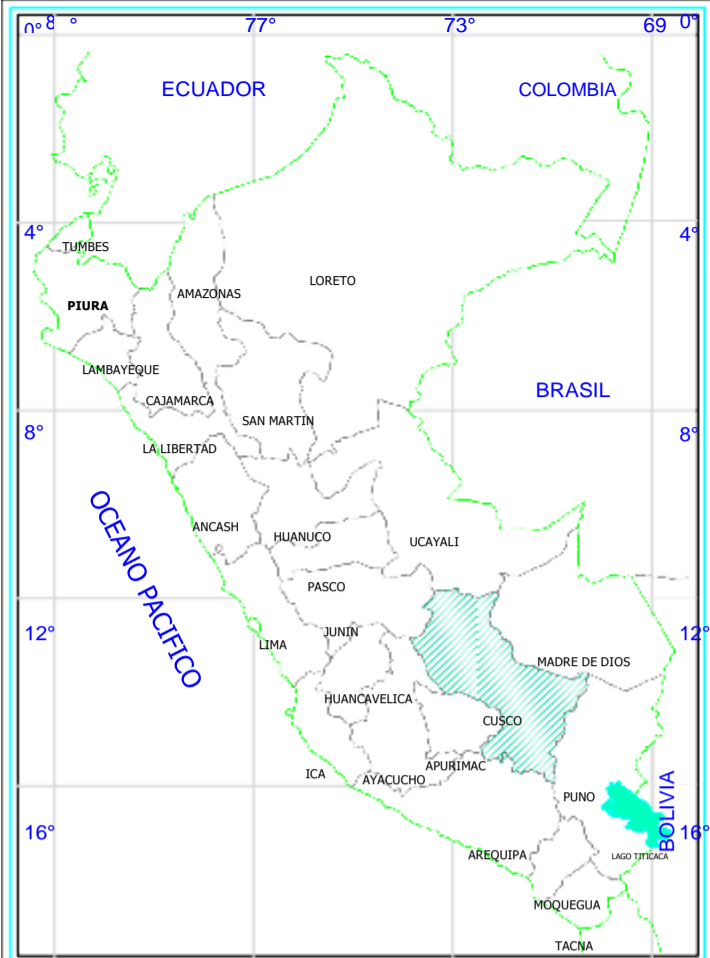 0° 8 ° 77° 73° 69 0°
ECUADOR
COLOMBIA
4° 4°
TUMBES
LORETO
AMAZONAS
PIURA
LAMBAYEQUE
BRASIL
CAJAMARCA
SAN MARTIN
8° 8°
LA LIBERTAD
OCEANO PACIFICO
ANCASH
HUANUCO
UCAYALI
PASCO
12° 12°
JUNIN
LIMA
MADRE DE DIOS
HUANCAVELICA
CUSCO
APURIMAC
ICA
AYACUCHO
PUNO
BOLIVIA
16° 16°
AREQUIPA
LAGO TITICACA
MOQUEGUA
TACNA